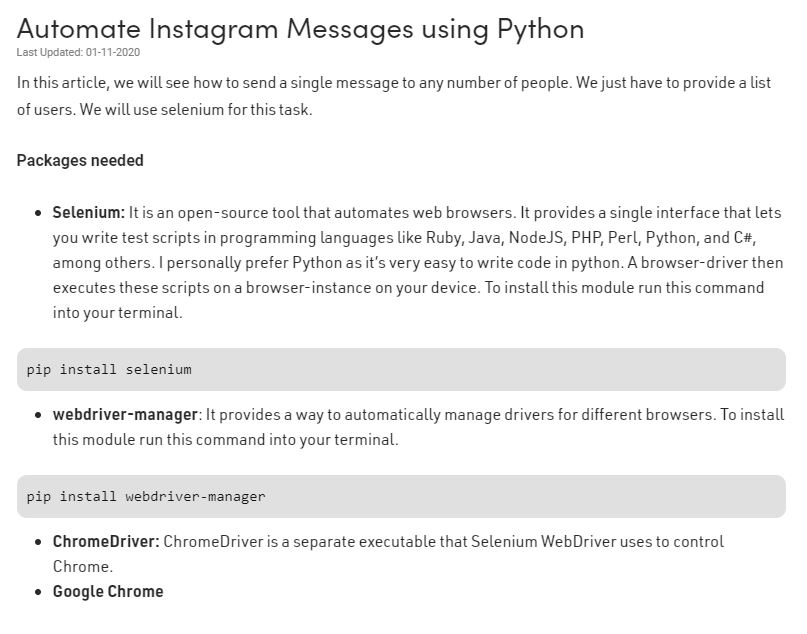 Automate Instagram Messages using Python
Last Updated: 01-11-2020
In this article, we will see how to send a single message to any number of people. We just have to provide a list
of users. We will use selenium for this task.
Packages needed
• Selenium: It is an open-source tool that automates web browsers. It provides a single interface that lets
you write test scripts in programming languages like Ruby, Java, NodeJS, PHP, Perl, Python, and C#,
among others. I personally prefer Python as it’s very easy to write code in python. A browser-driver then
executes these scripts on a browser-instance on your device. To install this module run this command
into your terminal.
pip install selenium
• webdriver-manager: It provides a way to automatically manage drivers for different browsers. To install
this module run this command into your terminal.
pip install webdriver-manager
• ChromeDriver: ChromeDriver is a separate executable that Selenium WebDriver uses to control
Chrome.
• Google Chrome